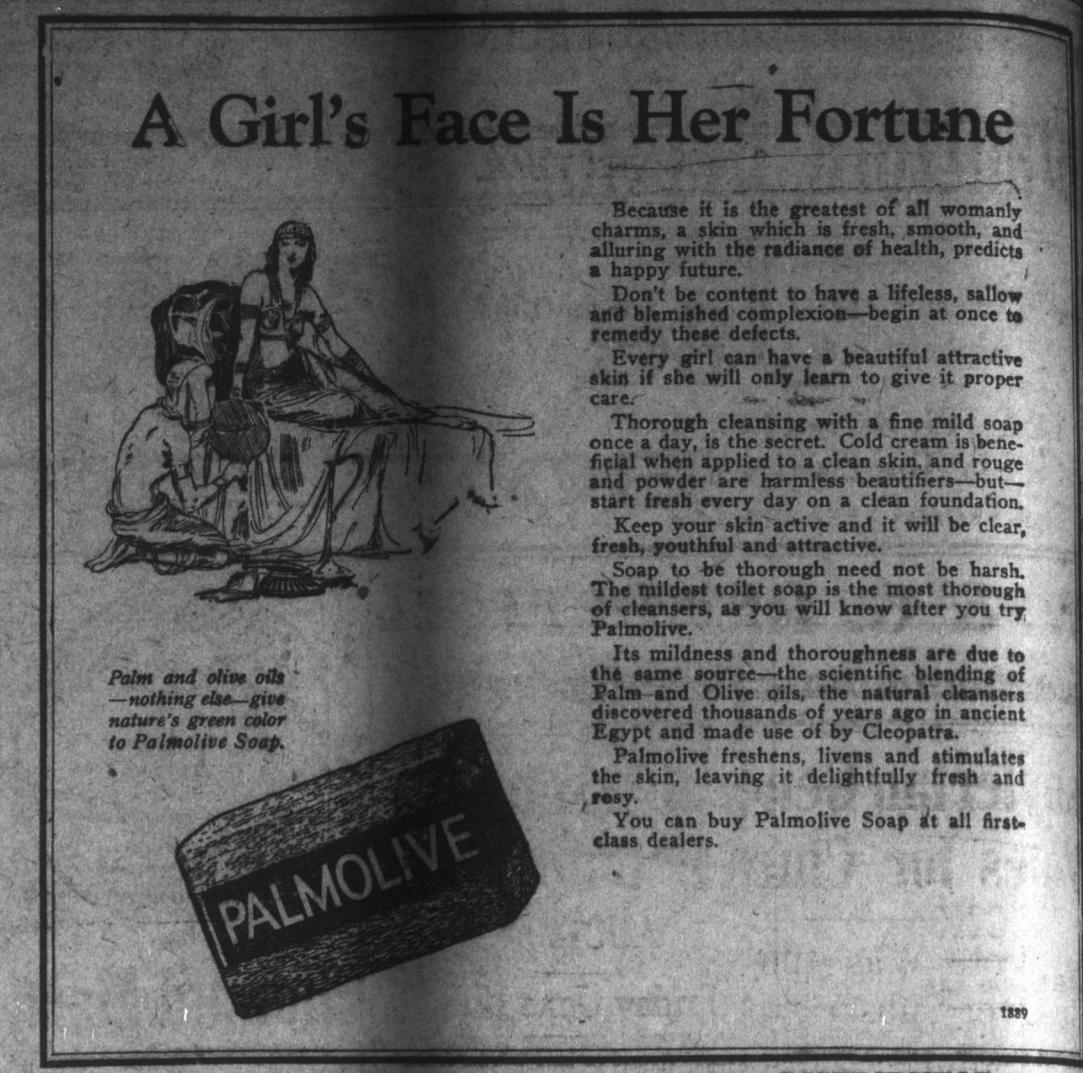 A Girl's Face Is Her Fortune
Because it is the greatest of all womanly
charms, a skin which is fresh, smooth, and
alluring with the radiance of health, predicts
a happy future.
Don't be content to have a lifeless, sallow
and blemished complexion—begin at once to
remedy these defects.
Every girl can have a beautiful attractive
skin if she will only learn to give it proper
care.
Thorough cleansing with a fine mild soap
once a day, is the secret. Cold cream is bene-
ficial when applied to a clean skin, and rouge
and powder are harmless beautifiers—but—
start fresh every day on a clean foundation.
Keep your skin active and it will be clear,
fresh, youthful and attractive.
Soap to be thorough need not be harsh.
The mildest toilet soap is the most thorough
of cleansers, as you will know after you try
Palmolive.
Its mildness and thoroughness are due to
the same source—the scientific blending of
Palm and Olive oils, the natural cleansers
discovered thousands of years ago in ancient
Egypt and made use of by Cleopatra.
Palmolive freshens, livens and stimulates
the skin, leaving it delightfully fresh and
rosy.
You can buy Palmolive Soap at all first-
class dealers.
Palm and olive oils
—nothing else—give
nature's green color
to Palmolive Soap.
PALMOLIVE
1889